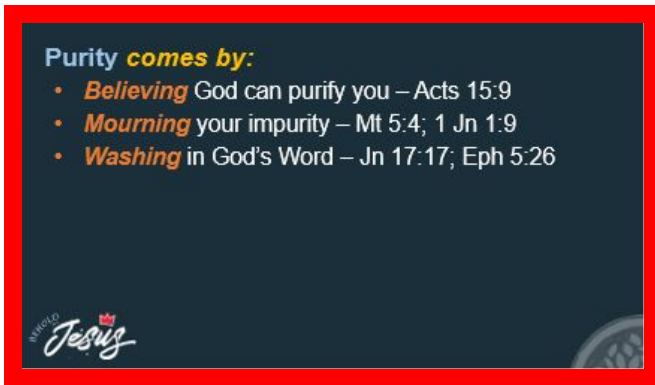 Purity comes by:
• Believing God can purify you – Acts 15:9
• Mourning your impurity – Mt 5:4; 1 Jn 1:9
• Washing in God's Word – Jn 17:17; Eph 5:26
BEHOLD
Jesus